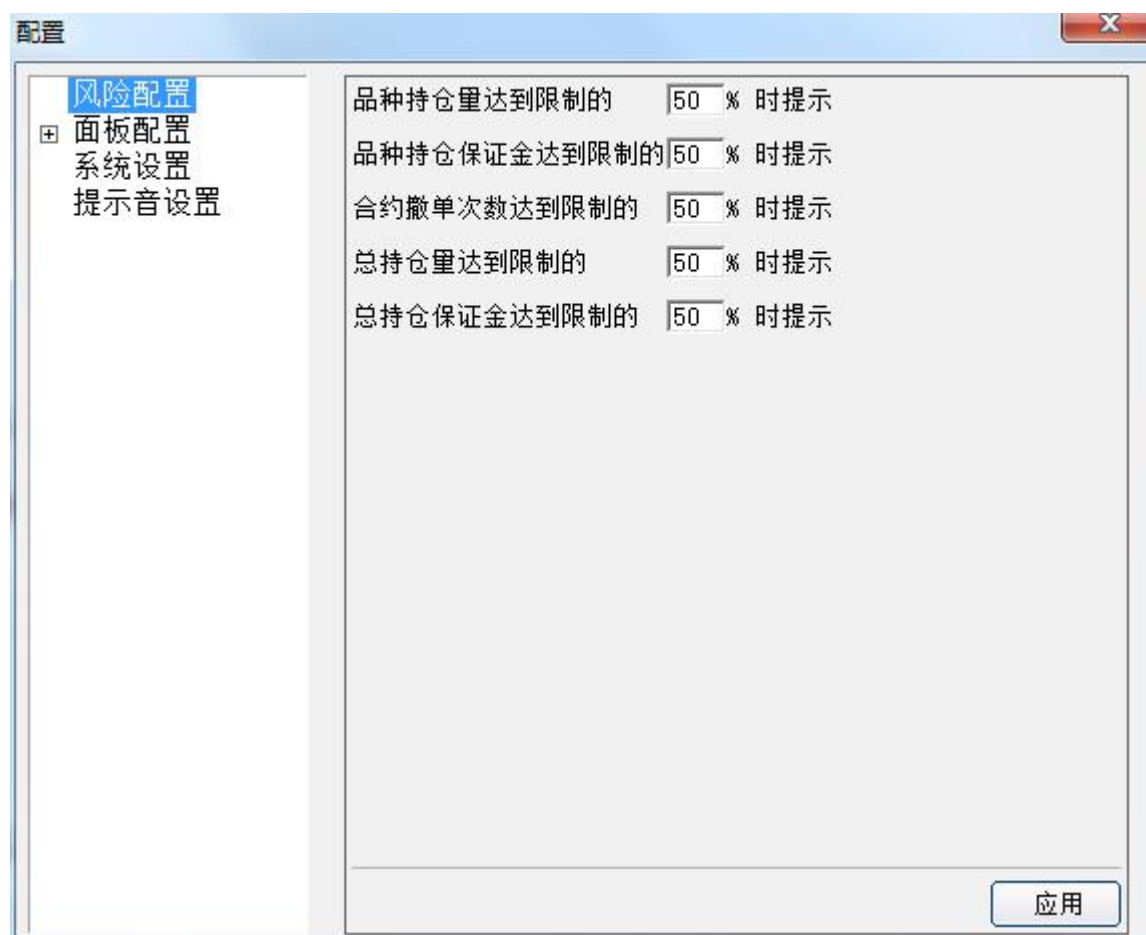 配置
风险配置
面板配置
系统设置
提示音设置
品种持仓量达到限制的 50 % 时提示
品种持仓保证金达到限制的 50 % 时提示
合约撤单次数达到限制的 50 % 时提示
总持仓量达到限制的 50 % 时提示
总持仓保证金达到限制的 50 % 时提示
应用